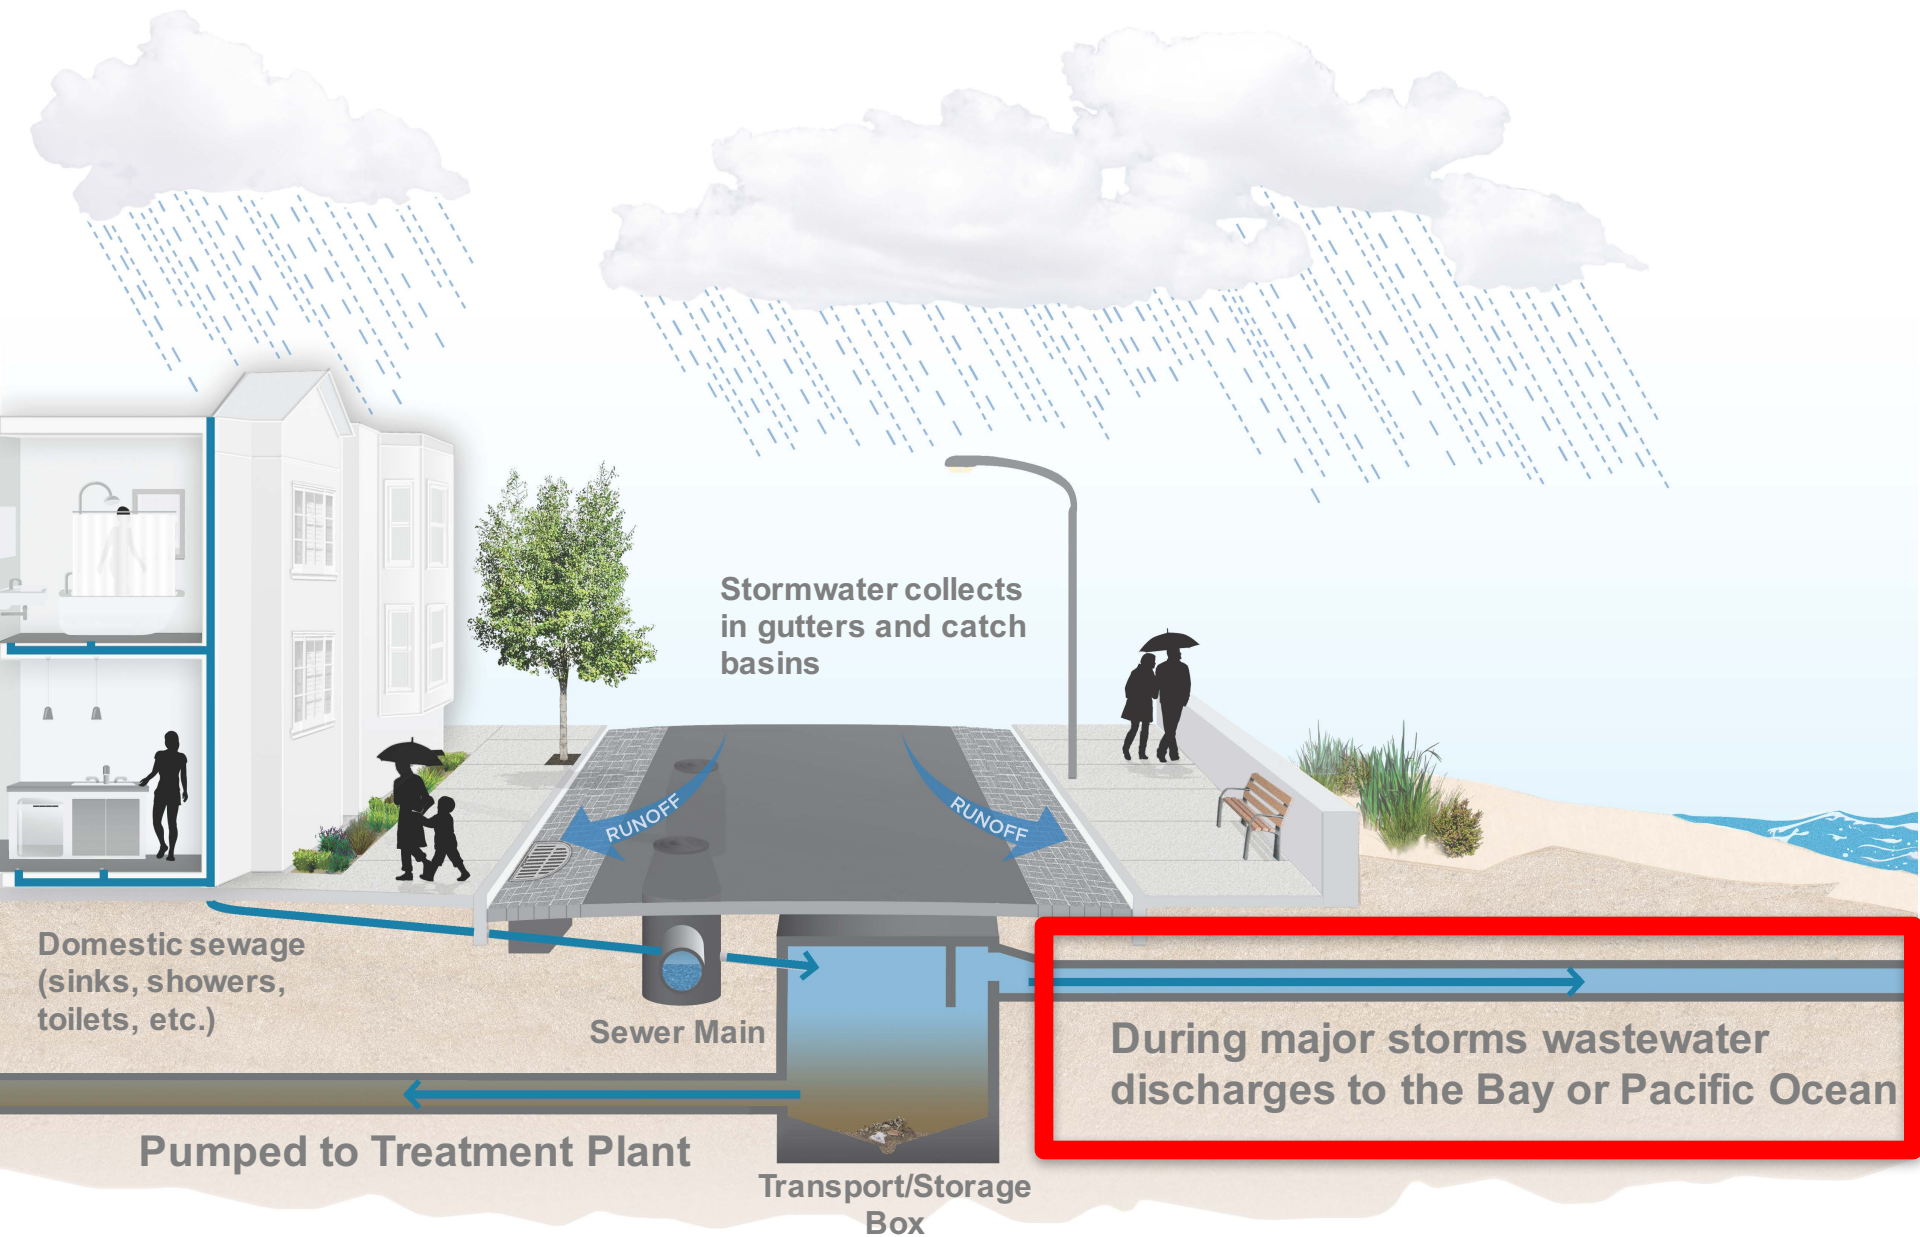 Stormwater collects
in gutters and catch
basins
RUNOFF
RUNOFF
Domestic sewage
(sinks, showers,
toilets, etc.)
Sewer Main
During major storms wastewater
discharges to the Bay or Pacific Ocean
Pumped to Treatment Plant
Transport/Storage
Box